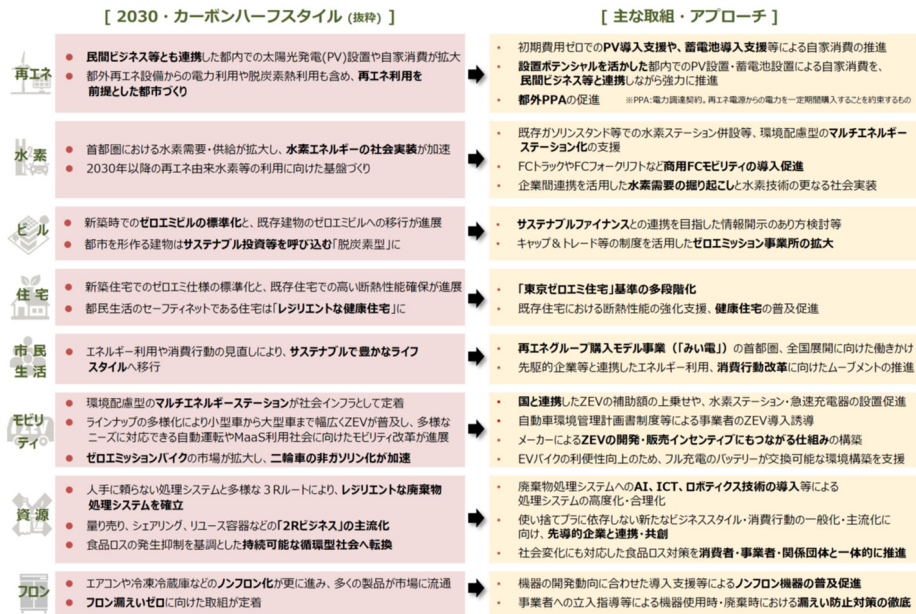 [ 2030・カーボンハーフスタイル (抜粋) ]
[ 主な取組・アプローチ ]
再エネ
● 民間ビジネス等とも連携した都内での太陽光発電(PV)設置や自家消費が拡大
● 都外再エネ設備からの電力利用や脱炭素熱利用も含め、再エネ利用を
前提とした都市づくり
・ 初期費用ゼロでのPV導入支援や、蓄電池導入支援等による自家消費の推進
・ 設置ポテンシャルを活かした都内でのPV設置・蓄電池設置による自家消費を、
民間ビジネス等と連携しながら強力に推進
・ 都外PPAの促進 ※PPA:電力調達契約。再エネ電源からの電力を一定期間購入することを約束するもの
水素
● 首都圏における水素需要・供給が拡大し、水素エネルギーの社会実装が加速
● 2030年以降の再エネ由来水素等の利用に向けた基盤づくり
・ 既存ガソリンスタンド等での水素ステーション併設等、環境配慮型のマルチエネルギー
ステーション化の支援
・ FCトラックやFCフォークリフトなど商用FCモビリティの導入促進
・ 企業間連携を活用した水素需要の掘り起こしと水素技術の更なる社会実装
ビル
● 新築時でのゼロエミビルの標準化と、既存建物のゼロエミビルへの移行が進展
● 都市を形作る建物はサステナブル投資等を呼び込む「脱炭素型」に
・ サステナブルファイナンスとの連携を目指した情報開示のあり方検討等
・ キャップ＆トレード等の制度を活用したゼロエミッション事業所の拡大
住宅
● 新築住宅でのゼロエミ仕様の標準化と、既存住宅での高い断熱性能確保が進展
● 都民生活のセーフティネットである住宅は「レジリエントな健康住宅」に
・ 「東京ゼロエミ住宅」基準の多段階化
・ 既存住宅における断熱性能の強化支援、健康住宅の普及促進
市民
生活
● エネルギー利用や消費行動の見直しにより、サステナブルで豊かなライフ
スタイルへ移行
・ 再エネグループ購入モデル事業（「みい電」）の首都圏、全国展開に向けた働きかけ
・ 先駆的企業等と連携したエネルギー利用、消費行動改革に向けたムーブメントの推進
モビリ
ティ
● 環境配慮型のマルチエネルギーステーションが社会インフラとして定着
● ラインナップの多様化により小型車から大型車まで幅広くZEVが普及し、多様な
ニーズに対応できる自動運転やMaaS利用社会に向けたモビリティ改革が進展
● ゼロエミッションバイクの市場が拡大し、二輪車の非ガソリン化が加速
・ 国と連携したZEVの補助額の上乗せや、水素ステーション・急速充電器の設置促進
・ 自動車環境管理計画書制度等による事業者のZEV導入誘導
・ メーカーによるZEVの開発・販売インセンティブにもつながる仕組みの構築
・ EVバイクの利便性向上のため、フル充電のバッテリーが交換可能な環境構築を支援
資源
● 人手に頼らない処理システムと多様な３Rルートにより、レジリエントな廃棄物
処理システムを確立
● 量り売り、シェアリング、リユース容器などの「2Rビジネス」の主流化
● 食品ロスの発生抑制を基調とした持続可能な循環型社会へ転換
・ 廃棄物処理システムへのAI、ICT、ロボティクス技術の導入等による
処理システムの高度化・合理化
・ 使い捨てプラに依存しない新たなビジネススタイル・消費行動の一般化・主流化に
向け、先導的企業と連携・共創
・ 社会変化にも対応した食品ロス対策を消費者・事業者・関係団体と一体的に推進
フロン
● エアコンや冷凍冷蔵庫などのノンフロン化が更に進み、多くの製品が市場に流通
● フロン漏えいゼロに向けた取組が定着
・ 機器の開発動向に合わせた導入支援等によるノンフロン機器の普及促進
・ 事業者への立入指導等による機器使用時・廃棄時における漏えい防止対策の徹底